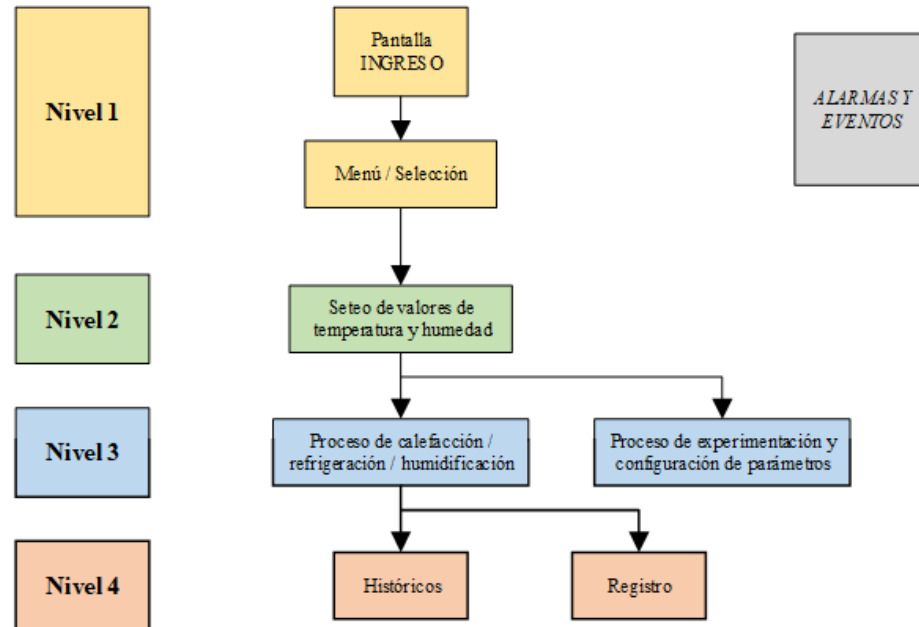 Nivel 1
Pantalla
INGRESO
ALARMAS Y
EVENTOS
Menú / Selección
Nivel 2
Seteo de valores de
temperatura y humedad
Nivel 3
Proceso de calefacción /
refrigeración / humidificación
Proceso de experimentación y
configuración de parámetros
Nivel 4
Históricos
Registro